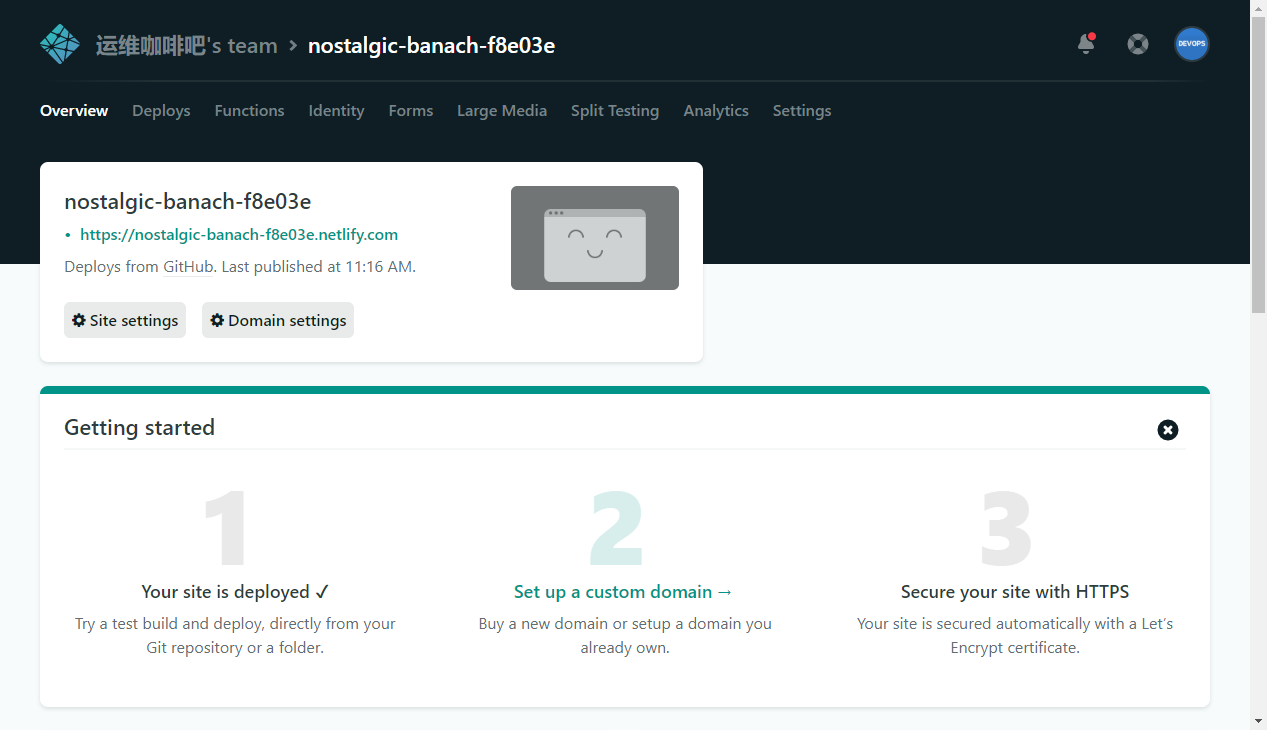 运维咖啡吧's team > nostalgic-banach-f8e03e
DEVOPS
Overview Deploys Functions Identity Forms Large Media Split Testing Analytics Settings
nostalgic-banach-f8e03e
• https://nostalgic-banach-f8e03e.netlify.com
Deploys from GitHub. Last published at 11:16 AM.
Site settings Domain settings
Getting started
1
Your site is deployed ✓
Try a test build and deploy, directly from your
Git repository or a folder.
2
Set up a custom domain →
Buy a new domain or setup a domain you
already own.
3
Secure your site with HTTPS
Your site is secured automatically with a Let’s
Encrypt certificate.